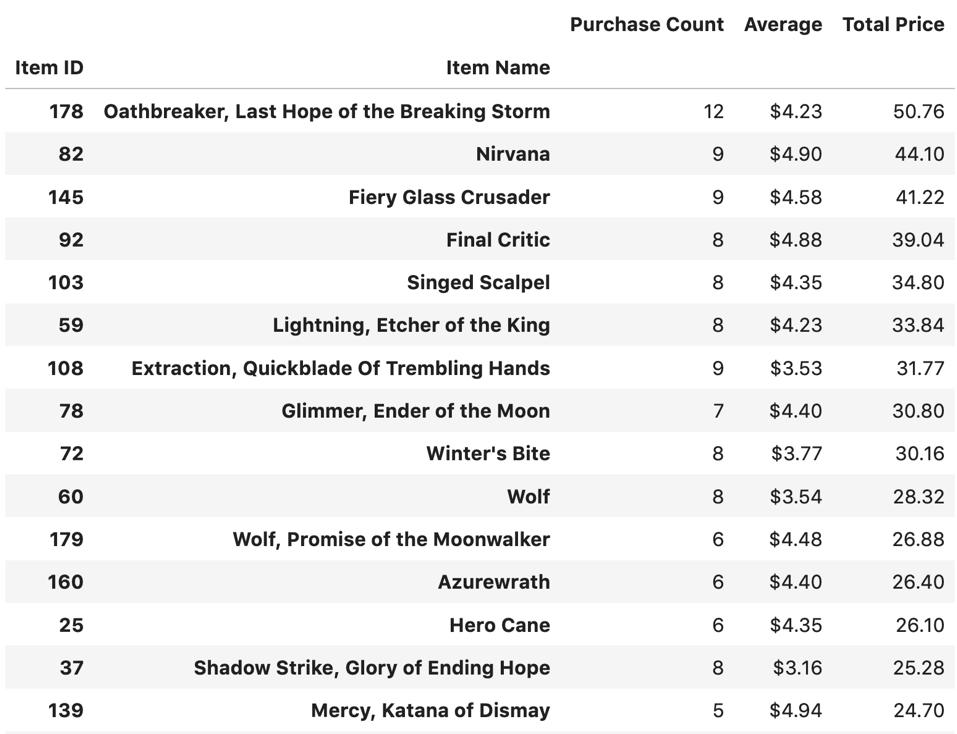 Purchase Count Average Total Price
Item ID Item Name
178 Oathbreaker, Last Hope of the Breaking Storm 12 $4.23 50.76
82 Nirvana 9 $4.90 44.10
145 Fiery Glass Crusader 9 $4.58 41.22
92 Final Critic 8 $4.88 39.04
103 Singed Scalpel 8 $4.35 34.80
59 Lightning, Etcher of the King 8 $4.23 33.84
108 Extraction, Quickblade Of Trembling Hands 9 $3.53 31.77
78 Glimmer, Ender of the Moon 7 $4.40 30.80
72 Winter's Bite 8 $3.77 30.16
60 Wolf 8 $3.54 28.32
179 Wolf, Promise of the Moonwalker 6 $4.48 26.88
160 Azurewrath 6 $4.40 26.40
25 Hero Cane 6 $4.35 26.10
37 Shadow Strike, Glory of Ending Hope 8 $3.16 25.28
139 Mercy, Katana of Dismay 5 $4.94 24.70